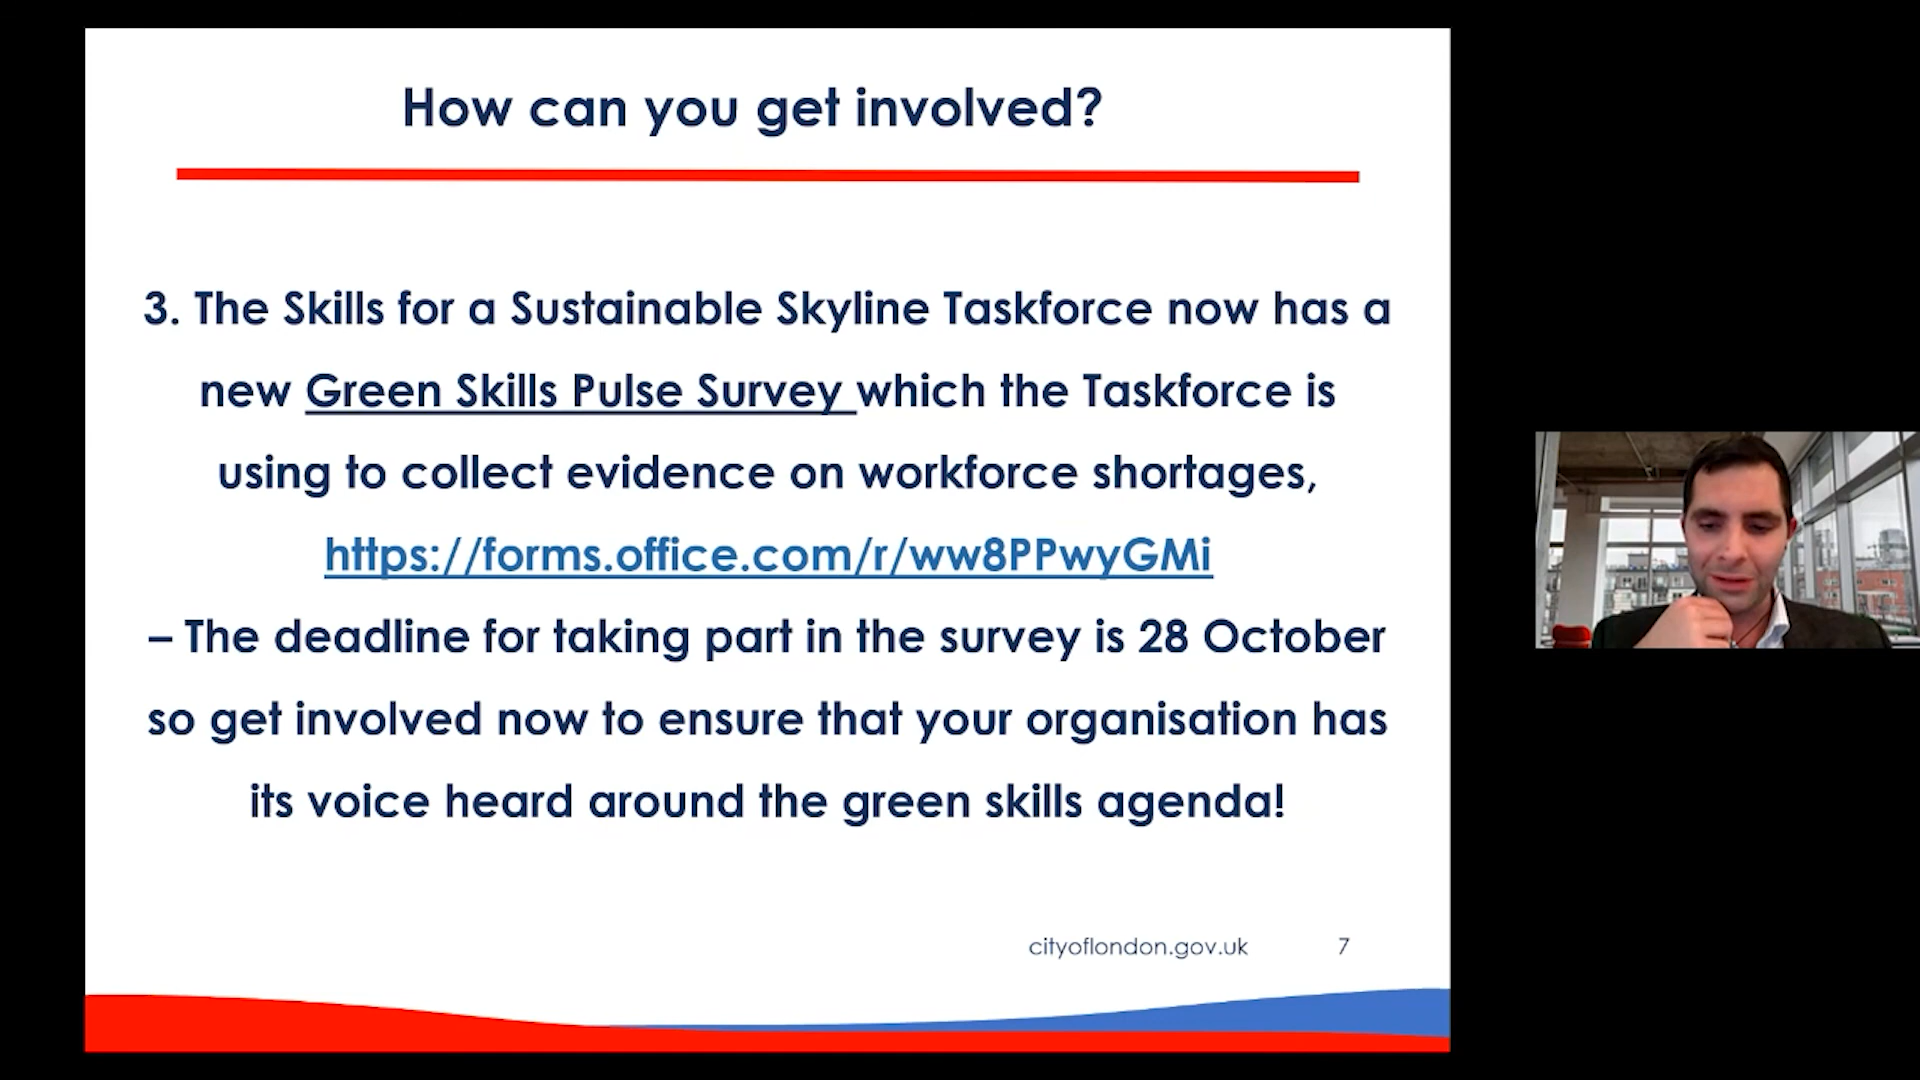 How can you get involved?
3. The Skills for a Sustainable Skyline Taskforce now has a
new Green Skills Pulse Survey which the Taskforce is
using to collect evidence on workforce shortages,
https://forms.office.com/r/ww8PPwyGMi
– The deadline for taking part in the survey is 28 October
so get involved now to ensure that your organisation has
its voice heard around the green skills agenda!
cityoflondon.gov.uk 7